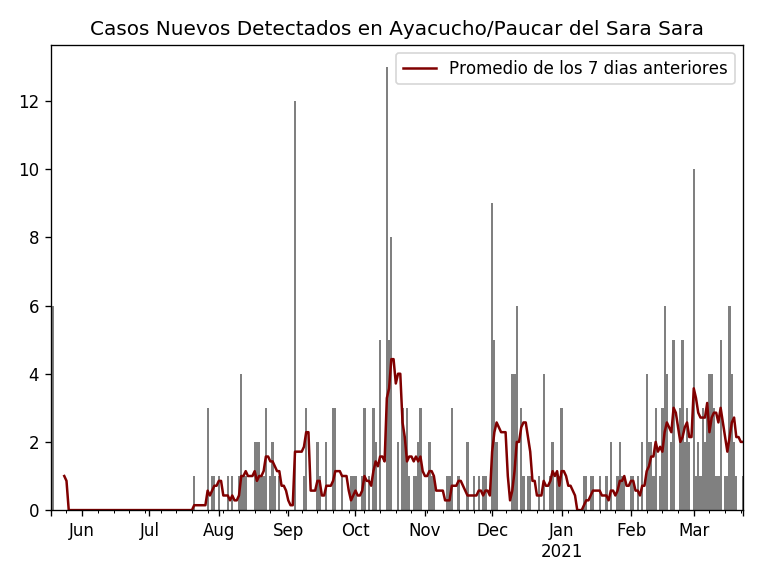 Casos Nuevos Detectados en Ayacucho/Paucar del Sara Sara
Promedio de los 7 dias anteriores
12
10
8
6
4
2
0
Jun Jul Aug Sep Oct Nov Dec Jan Feb Mar
2021